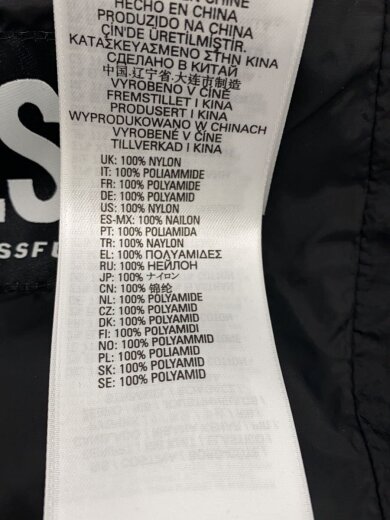 HECHO EN CHINA
PRODUZIDO NA CHINA
ÇİN'DE ÜRETİLMİŞTİR.
ΚΑΤΑΣΚΕΥΑΣΜΕΝΟ ΣΤΗΝ ΚΙΝΑ
СДЕЛАНО В КИТАЙ
中国.辽宁省.大连市制造
VYROBENO V ČÍNE
FREMSTILLET I KINA
PRODUSERT I KINA
WYPRODUKOWANO W CHINACH
VYROBENÉ V ČÍNE
TILLVERKAD I KINA
UK: 100% NYLON
IT: 100% POLIAMMIDE
FR: 100% POLYAMIDE
DE: 100% POLYAMID
US: 100% NYLON
ES-MX: 100% NAILON
PT: 100% POLIAMIDA
TR: 100% NAYLON
EL: 100% ΠΟΛΥΑΜΙΔΕΣ
RU: 100% НЕЙЛОН
JP: 100% ナイロン
CN: 100% 锦纶
NL: 100% POLYAMIDE
CZ: 100% POLYAMID
DK: 100% POLYAMID
FI: 100% POLYAMIDI
NO: 100% POLYAMMID
PL: 100% POLIAMID
SK: 100% POLYAMID
SE: 100% POLYAMID